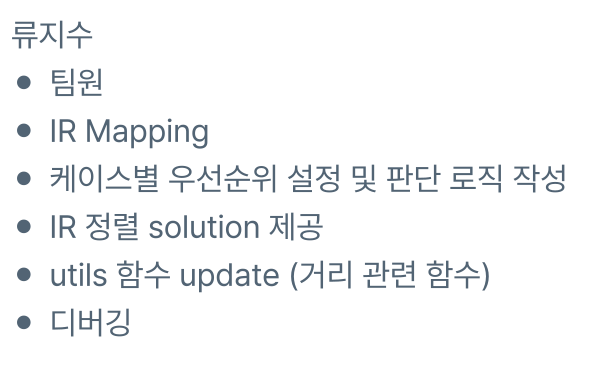 류지수
• 팀원
• IR Mapping
• 케이스별 우선순위 설정 및 판단 로직 작성
• IR 정렬 solution 제공
• utils 함수 update (거리 관련 함수)
• 디버깅